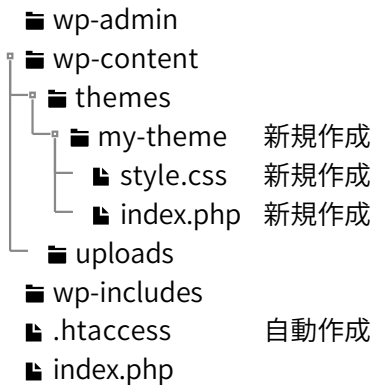 wp-admin
wp-content
themes
my-theme 新規作成
style.css 新規作成
index.php 新規作成
uploads
wp-includes
.htaccess 自動作成
index.php